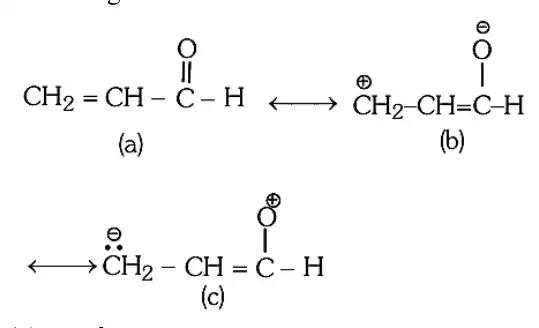 O
CH₂ = CH – C – H ⟷ CH₂–CH=C–H
⊕
⊖
O
(a)
(b)
⟷ CH₂ – CH = C – H
⊖
••
⊕
O
(c)